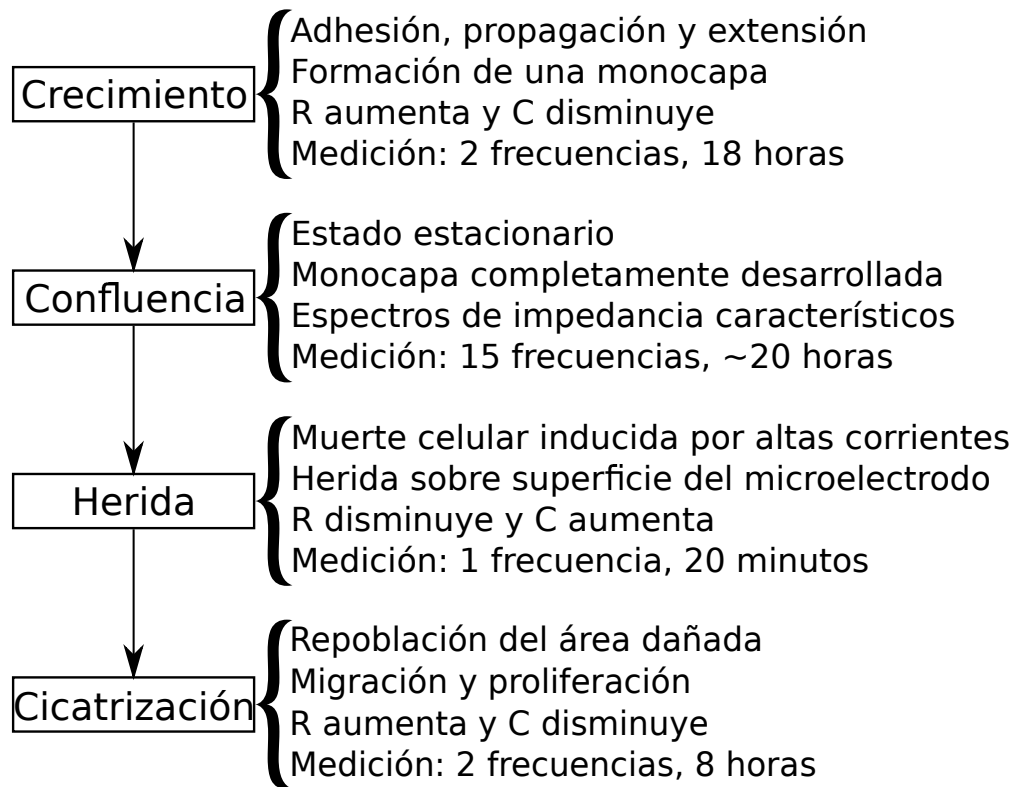 Crecimiento
Adhesión, propagación y extensión
Formación de una monocapa
R aumenta y C disminuye
Medición: 2 frecuencias, 18 horas
Confluencia
Estado estacionario
Monocapa completamente desarrollada
Espectros de impedancia característicos
Medición: 15 frecuencias, ~20 horas
Herida
Muerte celular inducida por altas corrientes
Herida sobre superficie del microelectrodo
R disminuye y C aumenta
Medición: 1 frecuencia, 20 minutos
Cicatrización
Repoblación del área dañada
Migración y proliferación
R aumenta y C disminuye
Medición: 2 frecuencias, 8 horas